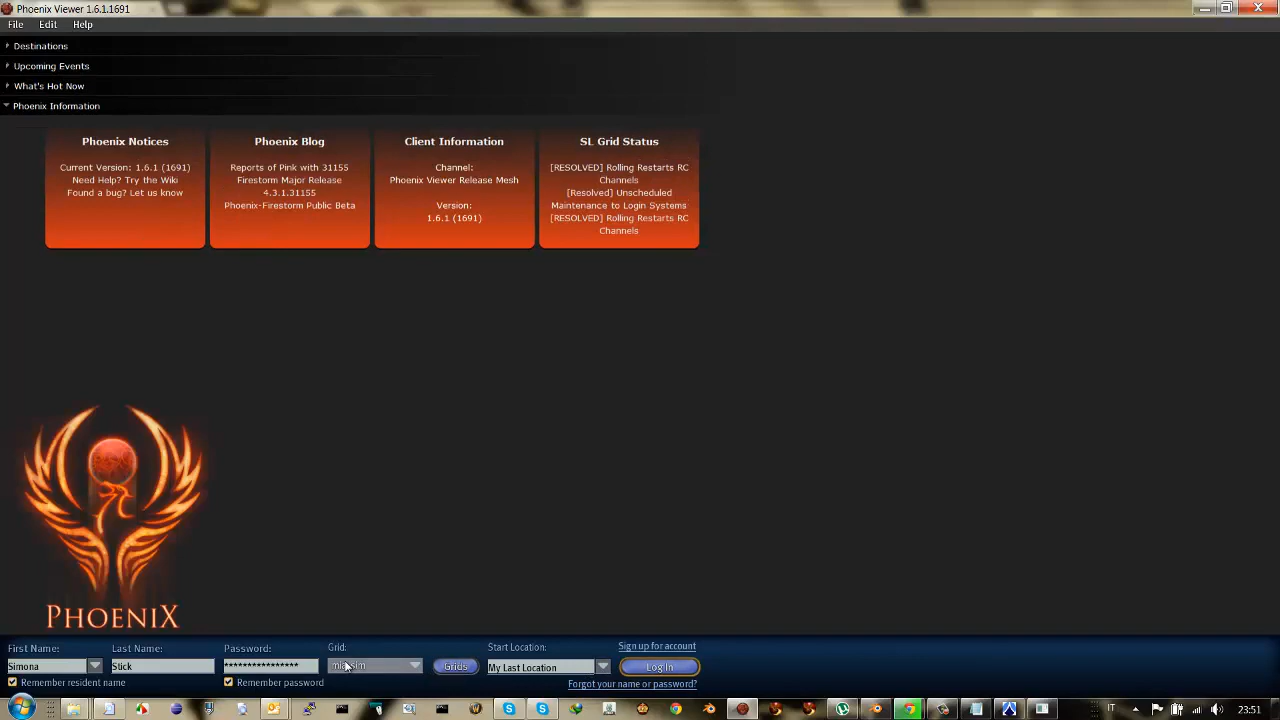 Phoenix Viewer 1.6.1.1691
File Edit Help
Destinations
Upcoming Events
What's Hot Now
Phoenix Information
Phoenix Notices
Current Version: 1.6.1 (1691)
Need Help? Try the Wiki
Found a bug? Let us know
Phoenix Blog
Reports of Pink with 31155
Firestorm Major Release
4.3.1.31155
Phoenix-Firestorm Public Beta
Client Information
Channel:
Phoenix Viewer Release Mesh
Version:
1.6.1 (1691)
SL Grid Status
[RESOLVED] Rolling Restarts RC
Channels
[Resolved] Unscheduled
Maintenance to Login Systems
[RESOLVED] Rolling Restarts RC
Channels
PHOENIX
First Name: Last Name: Password: Grid: Start Location: Sign up for account
Simona Stick **************** Grids My Last Location Log In
Remember resident name Remember password Forgot your name or password?
IT 23:51